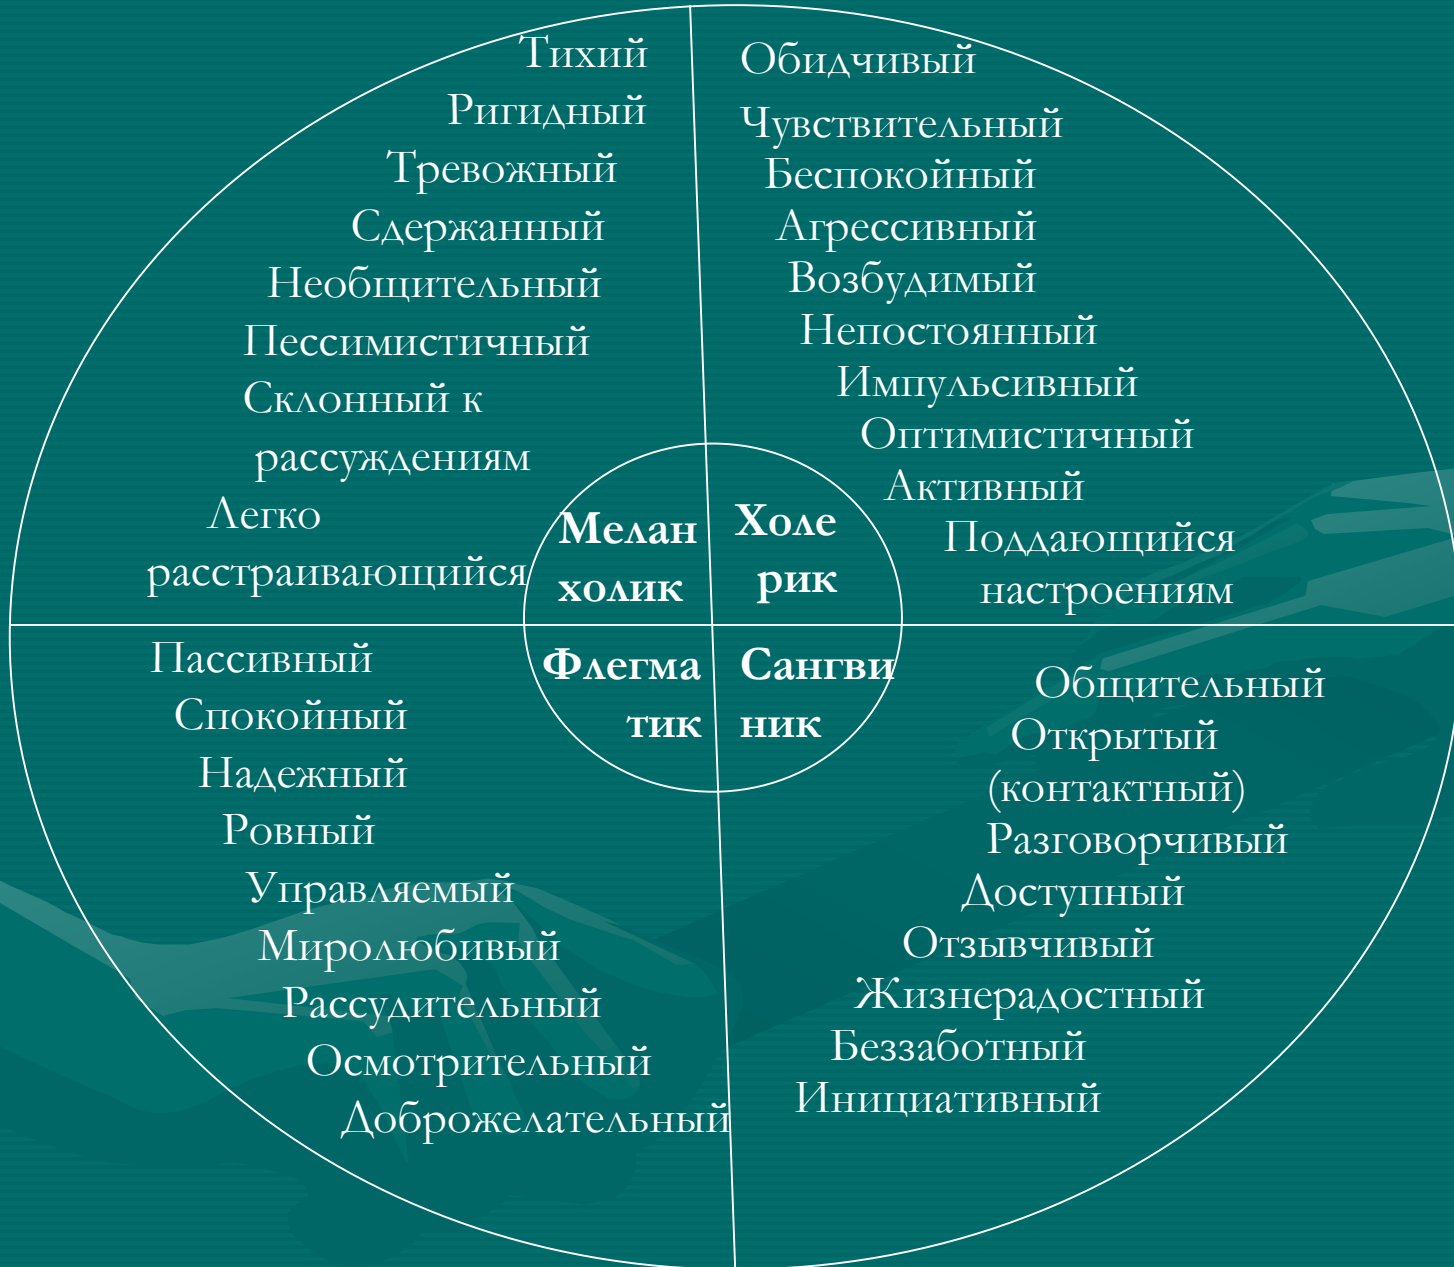 Тихий
Ригидный
Тревожный
Сдержанный
Необщительный
Пессимистичный
Склонный к
рассуждениям
Легко
расстраивающийся
Обидчивый
Чувствительный
Беспокойный
Агрессивный
Возбудимый
Непостоянный
Импульсивный
Оптимистичный
Активный
Поддающийся
настроениям
Мелан
холик
Холе
рик
Флегма
тик
Сангви
ник
Пассивный
Спокойный
Надежный
Ровный
Управляемый
Миролюбивый
Рассудительный
Осмотрительный
Доброжелательный
Общительный
Открытый
(контактный)
Разговорчивый
Доступный
Отзывчивый
Жизнерадостный
Беззаботный
Инициативный